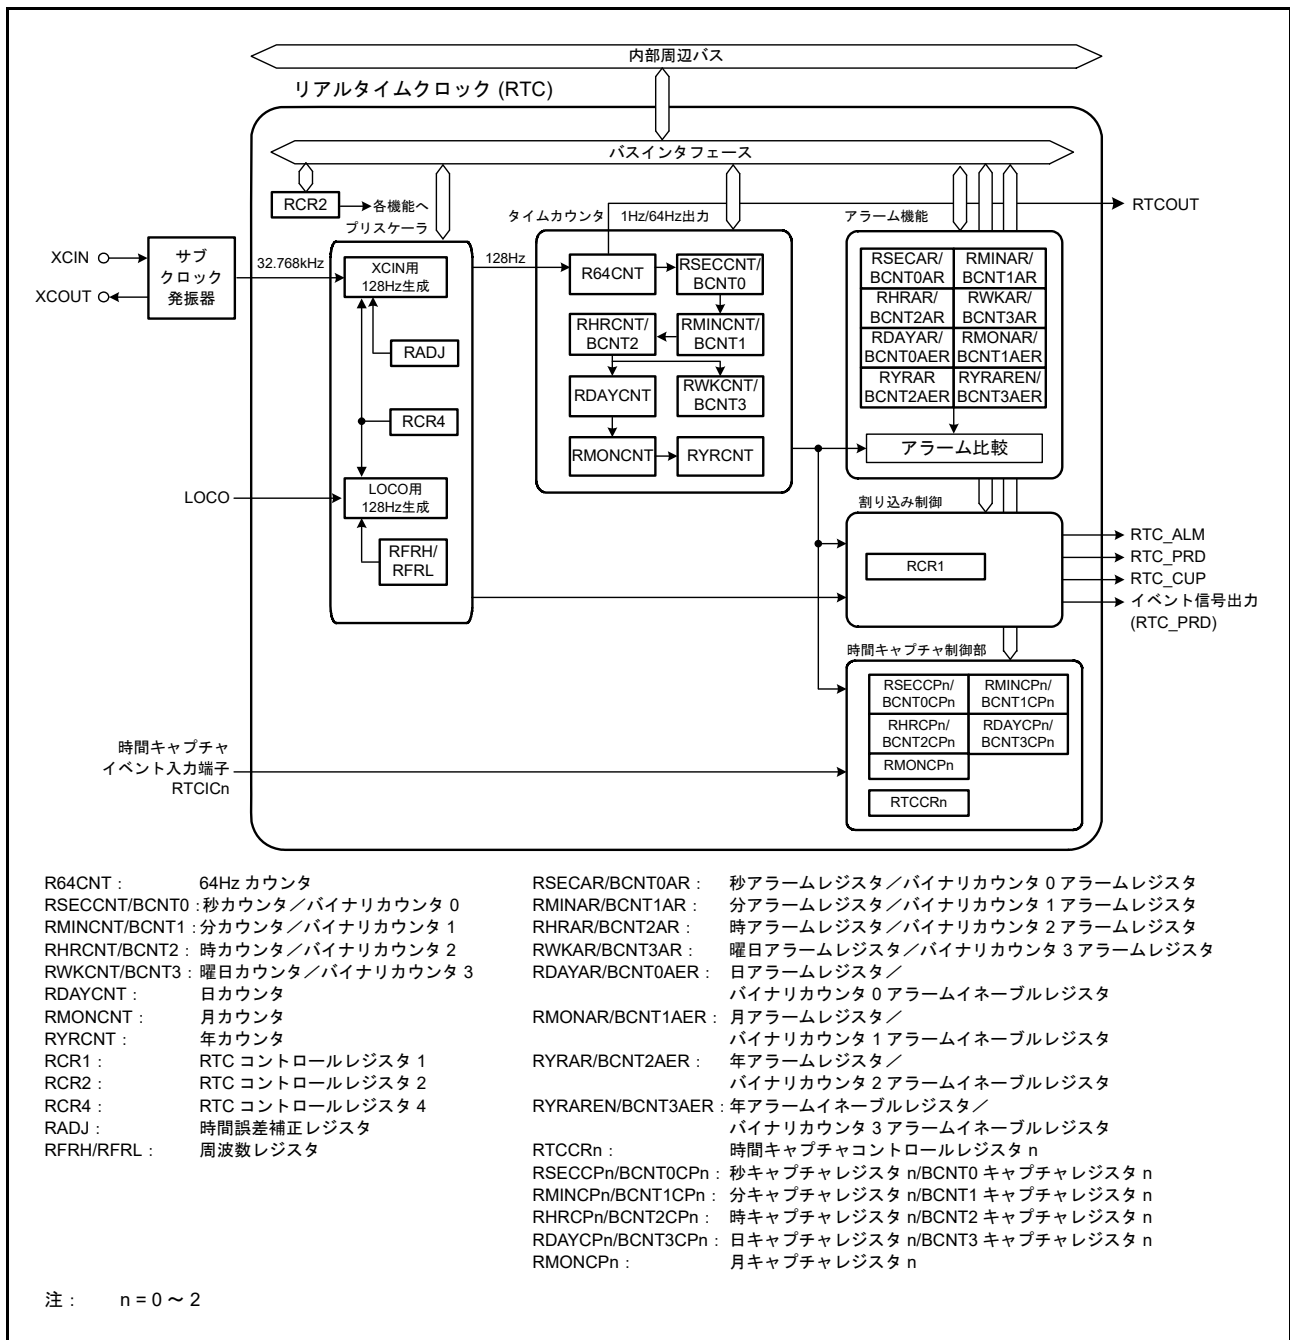 内部周辺バス
リアルタイムクロック (RTC)
バスインタフェース
RCR2
各機能へ
プリスケーラ
タイムカウンタ
1Hz/64Hz出力
アラーム機能
RTCOUT
XCIN
XCOUT
サブ
クロック
発振器
32.768kHz
XCIN用
128Hz生成
128Hz
RADJ
RCR4
LOCO
LOCO用
128Hz生成
RFRH/
RFRL
R64CNT
RSECCNT/
BCNT0
RHRCNT/
BCNT2
RMINCNT/
BCNT1
RDAYCNT
RWKCNT/
BCNT3
RMONCNT
RYRCNT
RSECAR/
BCNT0AR
RMINAR/
BCNT1AR
RHRAR/
BCNT2AR
RWKAR/
BCNT3AR
RDAYAR/
BCNT0AER
RMONAR/
BCNT1AER
RYRAR
BCNT2AER
RYRAREN/
BCNT3AER
アラーム比較
割り込み制御
RCR1
RTC_ALM
RTC_PRD
RTC_CUP
イベント信号出力
(RTC_PRD)
時間キャプチャ制御部
RSECCPn/
BCNT0CPn
RMINCPn/
BCNT1CPn
RHRCPn/
BCNT2CPn
RDAYCPn/
BCNT3CPn
RMONCPn
RTCCRn
時間キャプチャ
イベント入力端子
RTCICn
R64CNT : 64Hz カウンタ
RSECCNT/BCNT0 : 秒カウンタ／バイナリカウンタ 0
RMINCNT/BCNT1 : 分カウンタ／バイナリカウンタ 1
RHRCNT/BCNT2 : 時カウンタ／バイナリカウンタ 2
RWKCNT/BCNT3 : 曜日カウンタ／バイナリカウンタ 3
RDAYCNT : 日カウンタ
RMONCNT : 月カウンタ
RYRCNT : 年カウンタ
RCR1 : RTC コントロールレジスタ 1
RCR2 : RTC コントロールレジスタ 2
RCR4 : RTC コントロールレジスタ 4
RADJ : 時間誤差補正レジスタ
RFRH/RFRL : 周波数レジスタ
RSECAR/BCNT0AR : 秒アラームレジスタ／バイナリカウンタ 0 アラームレジスタ
RMINAR/BCNT1AR : 分アラームレジスタ／バイナリカウンタ 1 アラームレジスタ
RHRAR/BCNT2AR : 時アラームレジスタ／バイナリカウンタ 2 アラームレジスタ
RWKAR/BCNT3AR : 曜日アラームレジスタ／バイナリカウンタ 3 アラームレジスタ
RDAYAR/BCNT0AER : 日アラームレジスタ／
バイナリカウンタ 0 アラームイネーブルレジスタ
RMONAR/BCNT1AER : 月アラームレジスタ／
バイナリカウンタ 1 アラームイネーブルレジスタ
RYRAR/BCNT2AER : 年アラームレジスタ／
バイナリカウンタ 2 アラームイネーブルレジスタ
RYRAREN/BCNT3AER : 年アラームイネーブルレジスタ／
バイナリカウンタ 3 アラームイネーブルレジスタ
RTCCRn : 時間キャプチャコントロールレジスタ n
RSECCPn/BCNT0CPn : 秒キャプチャレジスタ n/BCNT0 キャプチャレジスタ n
RMINCPn/BCNT1CPn : 分キャプチャレジスタ n/BCNT1 キャプチャレジスタ n
RHRCPn/BCNT2CPn : 時キャプチャレジスタ n/BCNT2 キャプチャレジスタ n
RDAYCPn/BCNT3CPn : 日キャプチャレジスタ n/BCNT3 キャプチャレジスタ n
RMONCPn : 月キャプチャレジスタ n
注 : n = 0 ～ 2